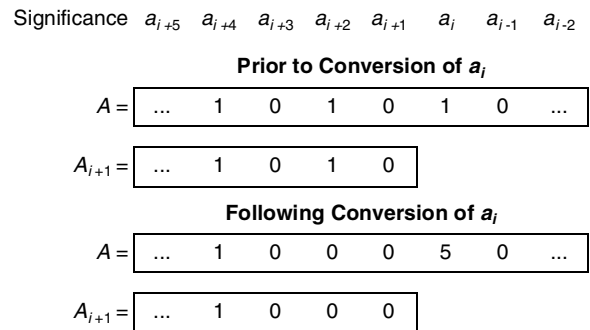 Significance a_{i+5} a_{i+4} a_{i+3} a_{i+2} a_{i+1} a_i a_{i-1} a_{i-2}
Prior to Conversion of a_i
A = ... 1 0 1 0 1 0 ...
A_{i+1} = ... 1 0 1 0
Following Conversion of a_i
A = ... 1 0 0 0 5 0 ...
A_{i+1} = ... 1 0 0 0